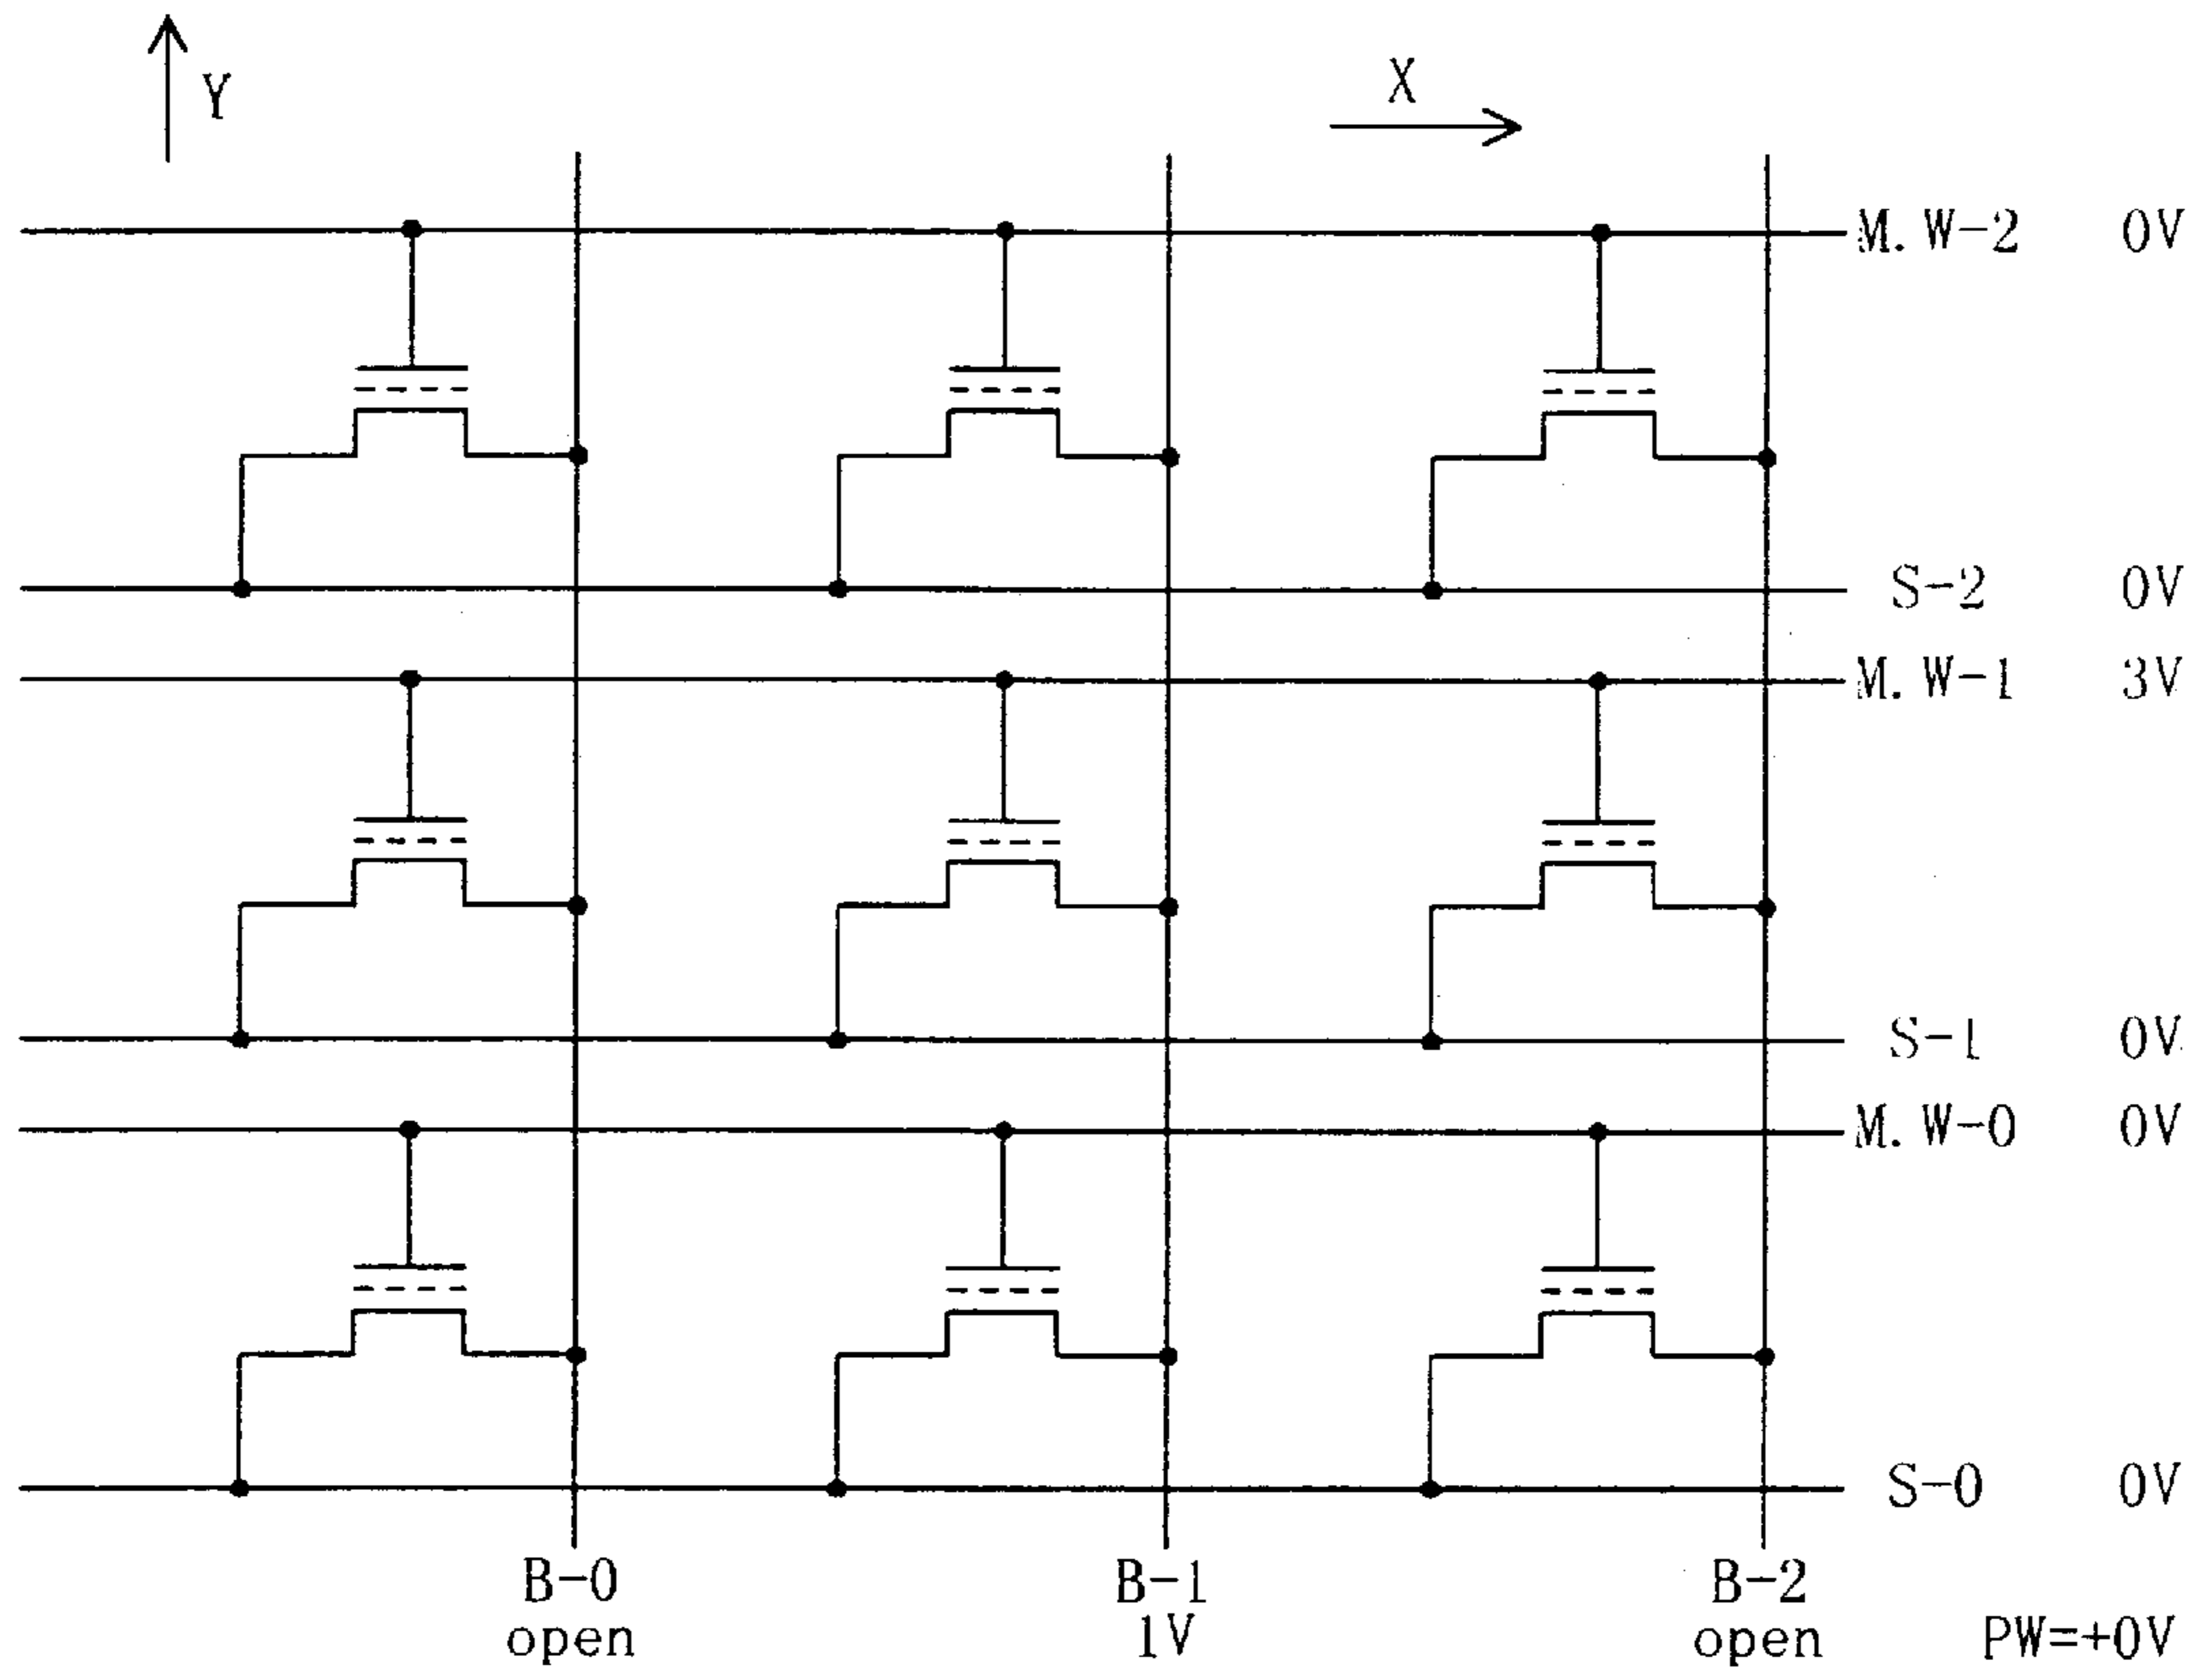 Y
X
M. W-2 0V
S-2 0V
M. W-1 3V
S-1 0V
M. W-0 0V
S-0 0V
B-0 B-1 B-2
open 1V open PW=+0V